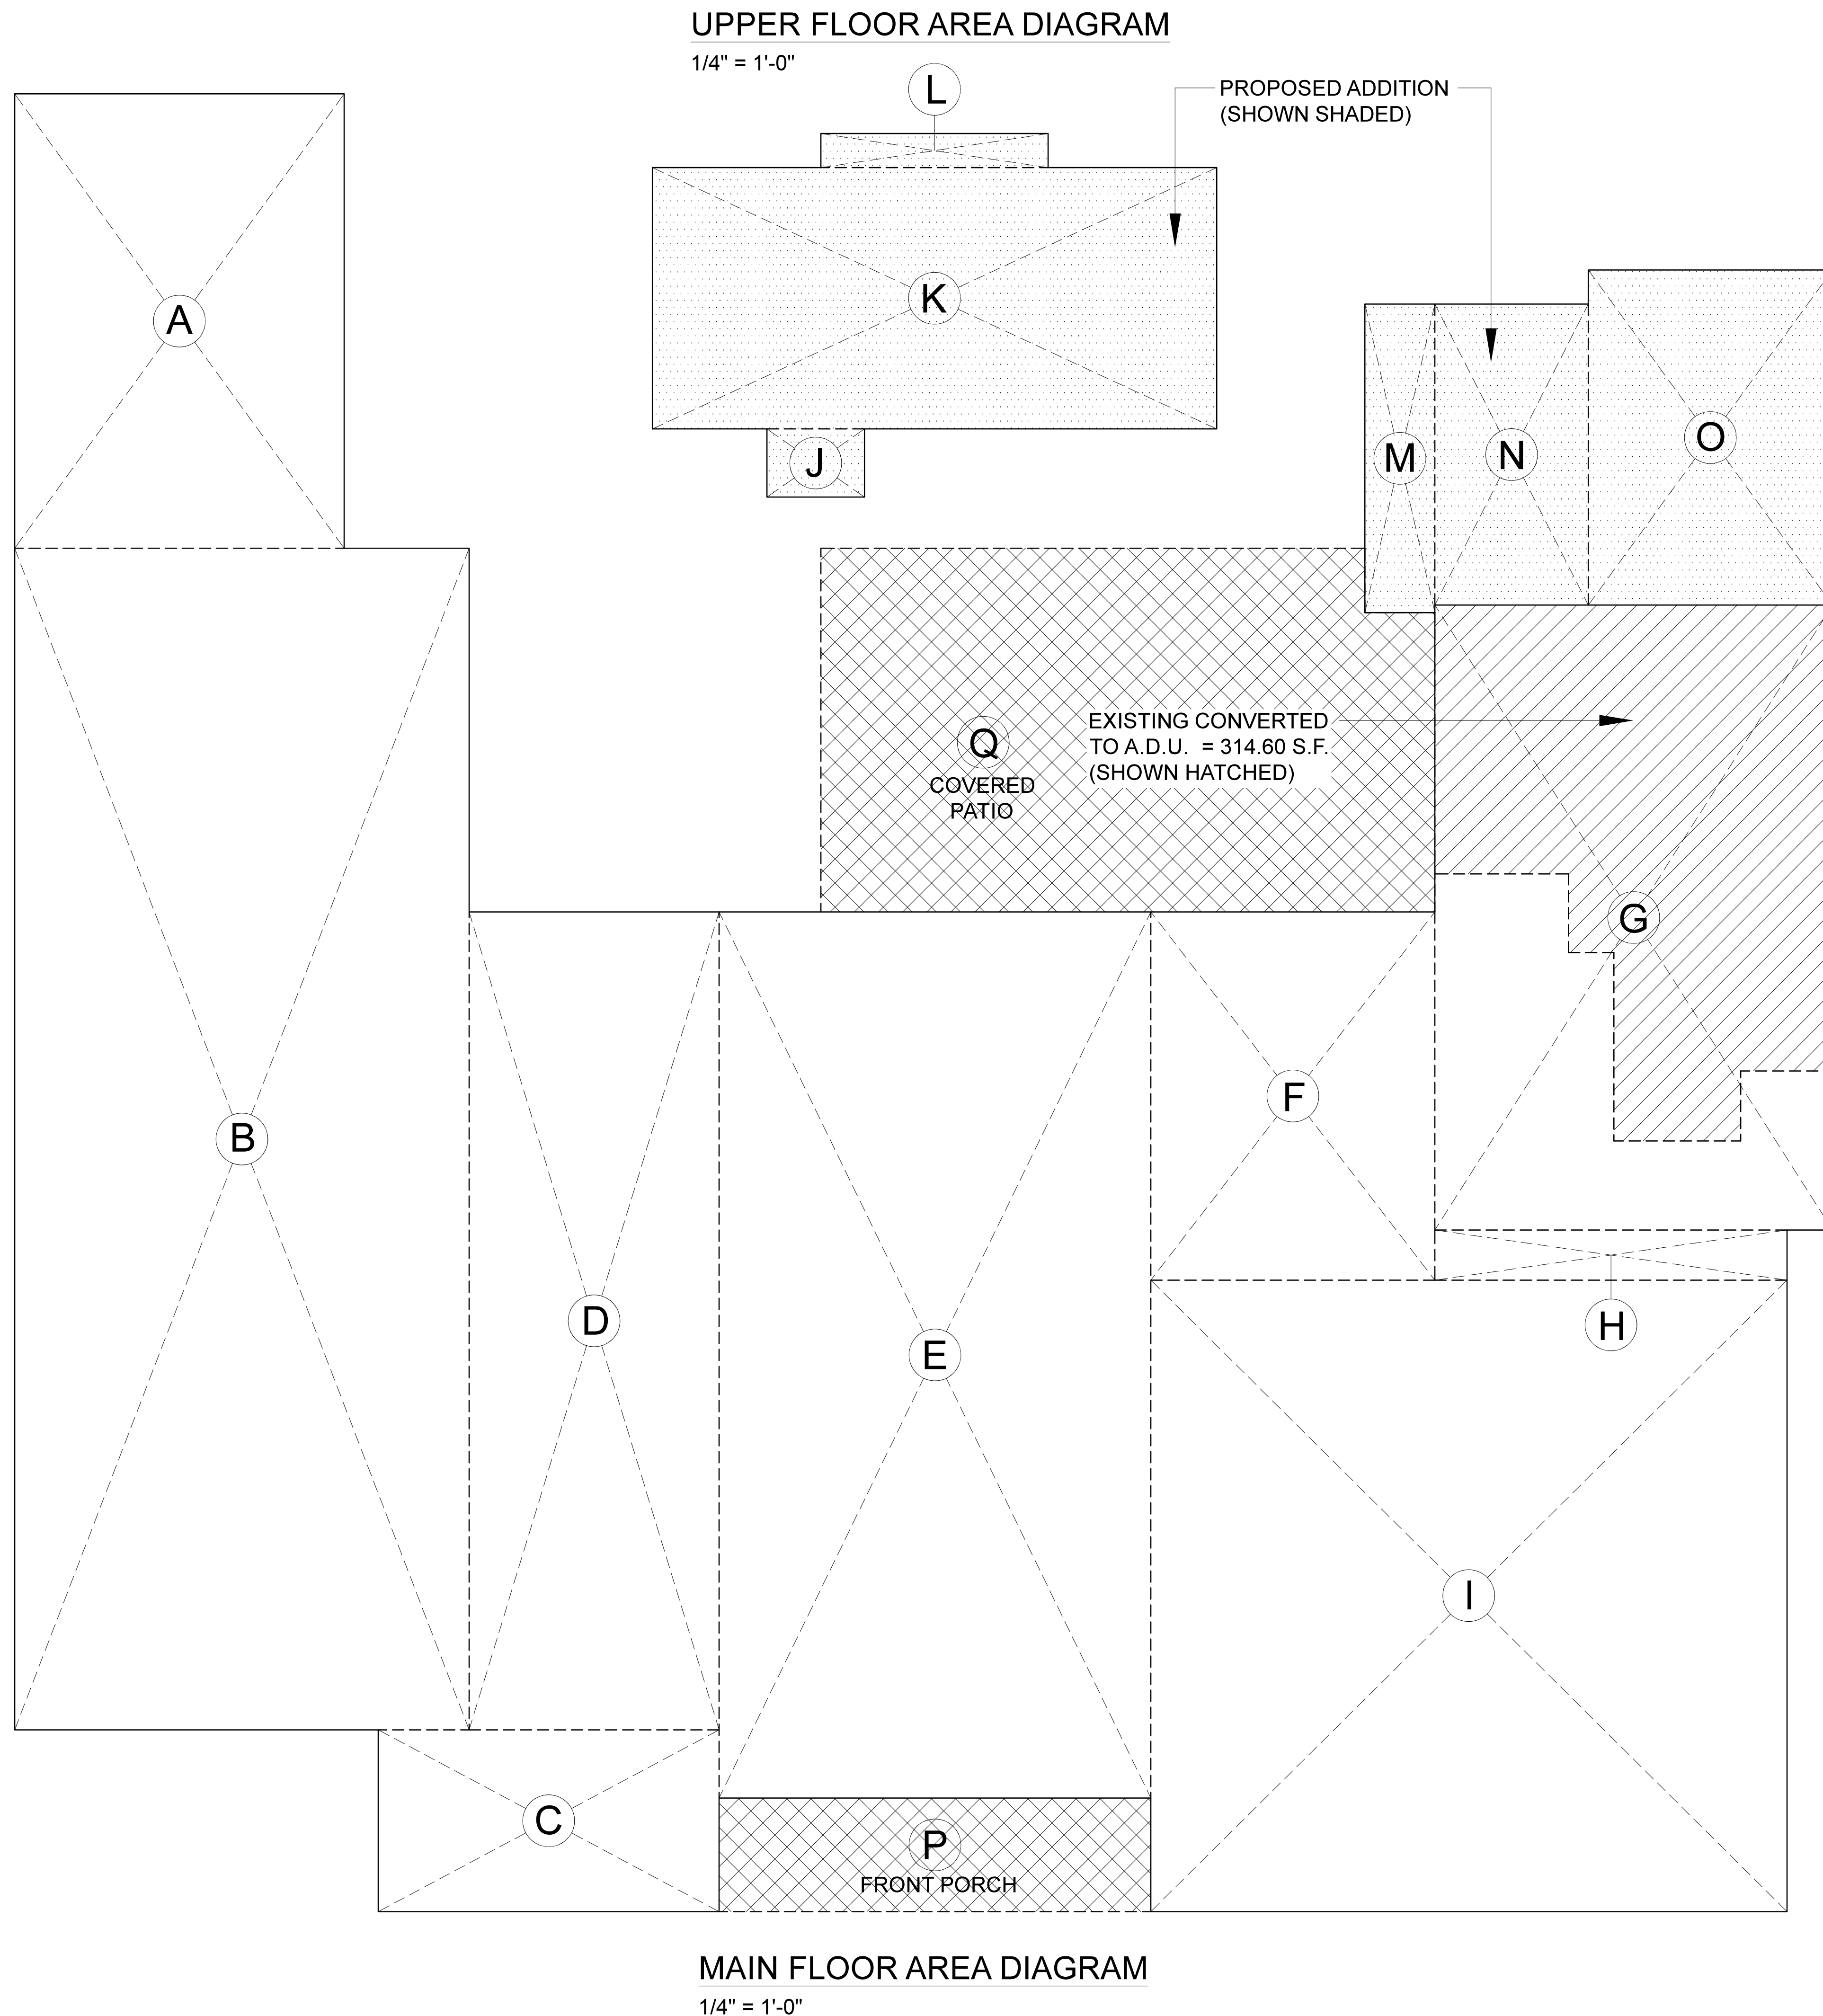 UPPER FLOOR AREA DIAGRAM
1/4" = 1'-0"
L
PROPOSED ADDITION
(SHOWN SHADED)
A
K
J
M
N
O
Q
COVERED
PATIO
EXISTING CONVERTED
TO A.D.U. = 314.60 S.F.
(SHOWN HATCHED)
G
F
B
D
E
H
I
C
P
FRONT PORCH
MAIN FLOOR AREA DIAGRAM
1/4" = 1'-0"